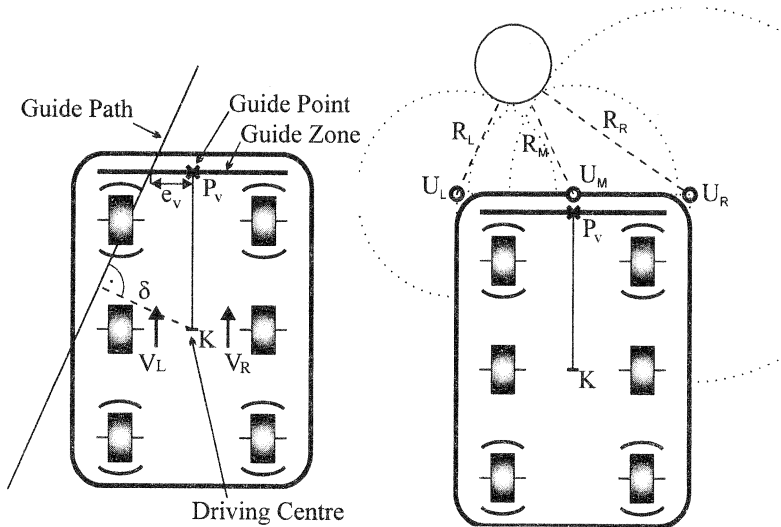 Guide Path
Guide Point
Guide Zone
e_v
P_v
δ
K
V_L
V_R
Driving Centre
R_L
R_M
R_R
U_L
U_M
U_R
P_v
K